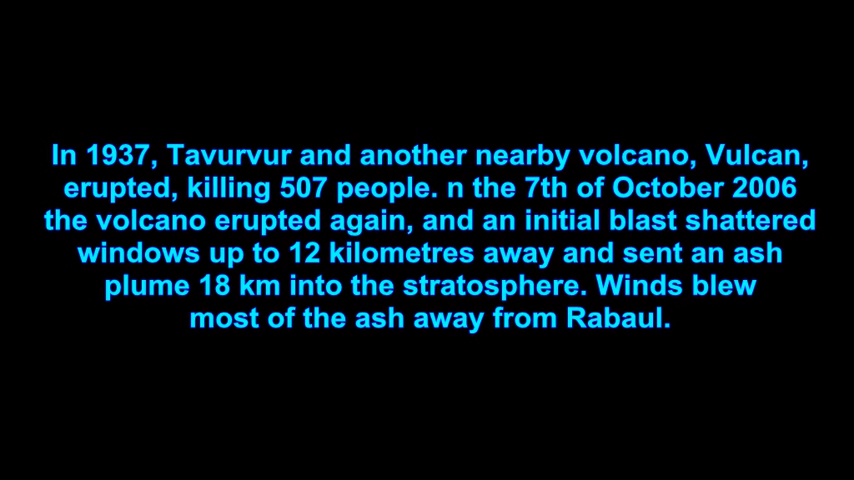 In 1937, Tavurvur and another nearby volcano, Vulcan,
erupted, killing 507 people. n the 7th of October 2006
the volcano erupted again, and an initial blast shattered
windows up to 12 kilometres away and sent an ash
plume 18 km into the stratosphere. Winds blew
most of the ash away from Rabaul.